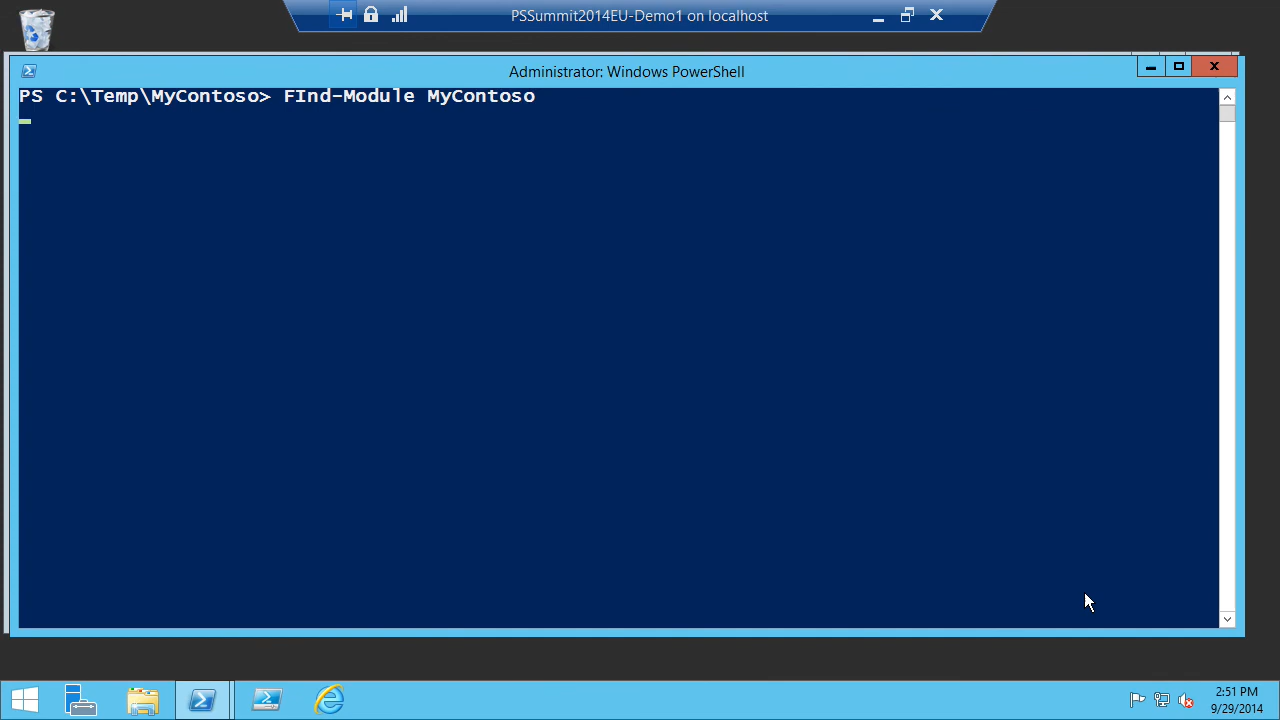 PSSummit2014EU-Demo1 on localhost
Administrator: Windows PowerShell
PS C:\Temp\MyContoso> FInd-Module MyContoso
2:51 PM
9/29/2014